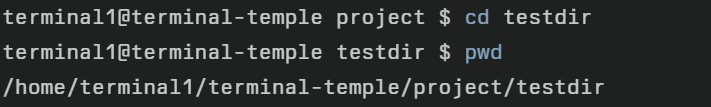 terminal1@terminal-temple project $ cd testdir
terminal1@terminal-temple testdir $ pwd
/home/terminal1/terminal-temple/project/testdir